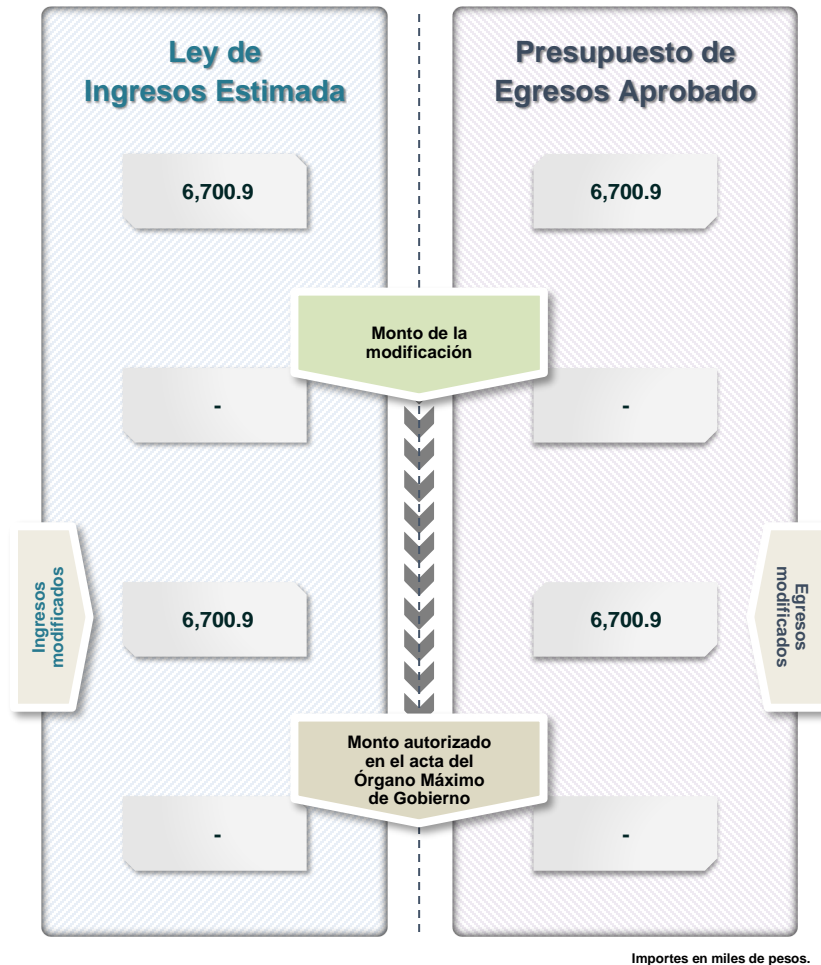 Ley de
Ingresos Estimada
Presupuesto de
Egresos Aprobado
6,700.9
6,700.9
Monto de la
modificación
-
-
Ingresos
modificados
6,700.9
6,700.9
Egresos
modificados
Monto autorizado
en el acta del
Órgano Máximo
de Gobierno
-
-
Importes en miles de pesos.